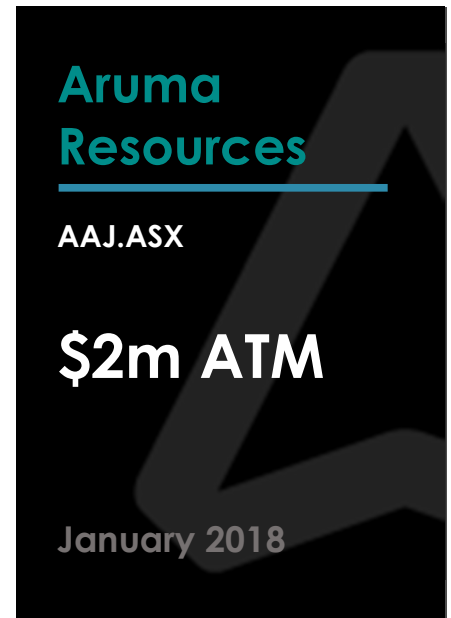 Aruma
Resources
AAJ.ASX
$2m ATM
January 2018